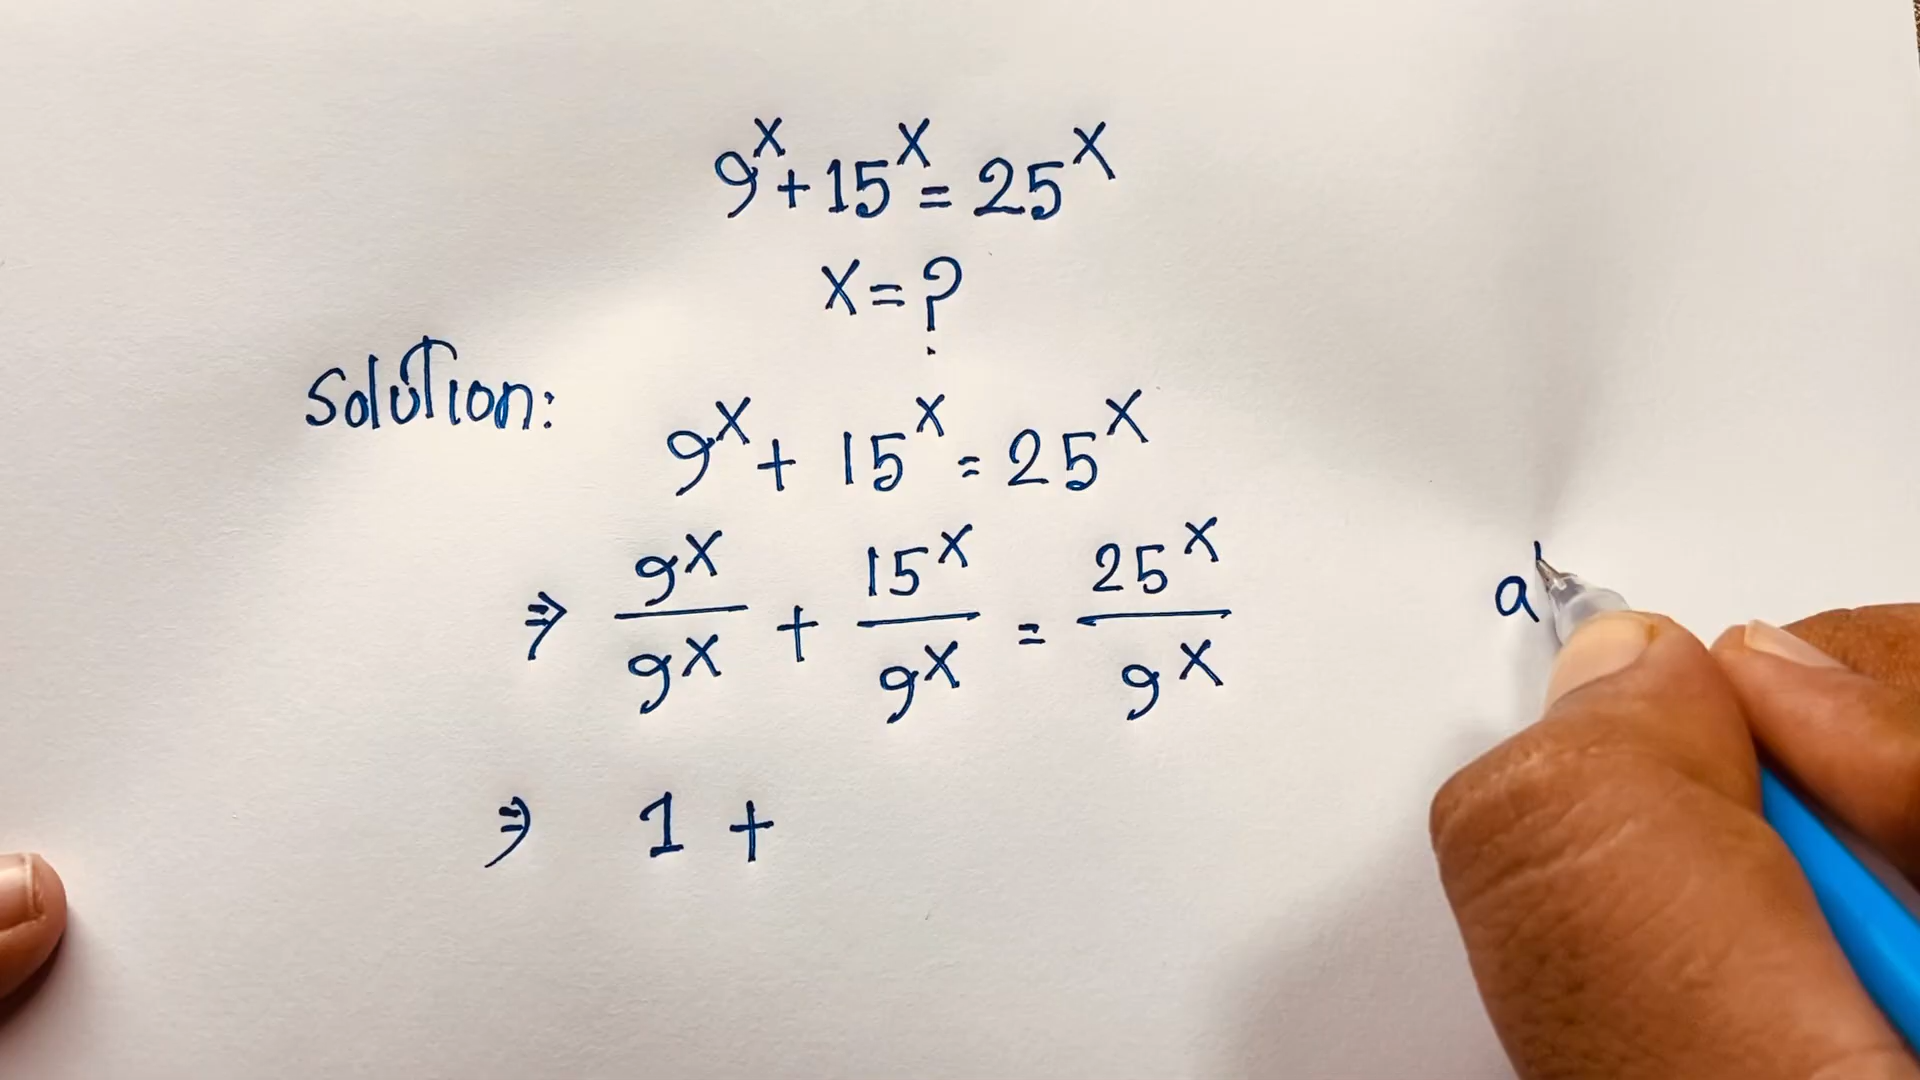 9^x + 15^x = 25^x
x = ?
Solution:
9^x + 15^x = 25^x
⇒ 9^x/9^x + 15^x/9^x = 25^x/9^x
a
⇒ 1 +